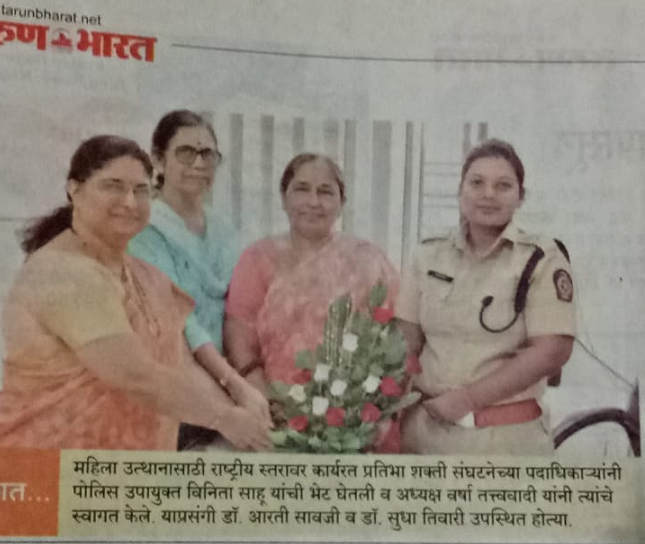 tarunbharat.net
रुण भारत
महिला उत्थानासाठी राष्ट्रीय स्तरावर कार्यरत प्रतिभा शक्ती संघटनेच्या पदाधिकाऱ्यांनी
ात...
पोलिस उपायुक्त विनिता साहू यांची भेट घेतली व अध्यक्ष वर्षा तत्त्ववादी यांनी त्यांचे
स्वागत केले. याप्रसंगी डॉ. आरती सावजी व डॉ. सुधा तिवारी उपस्थित होत्या.